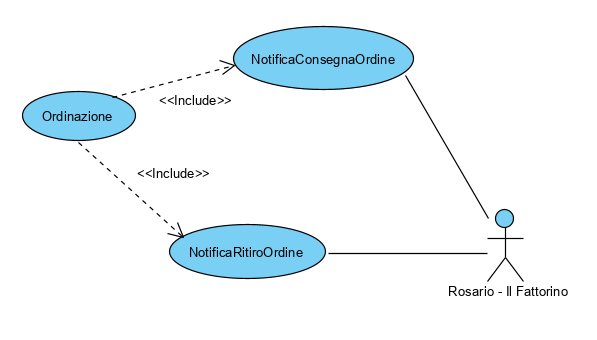 NotificaConsegnaOrdine
<<Include>>
Ordinazione
<<Include>>
NotificaRitiroOrdine
Rosario - Il Fattorino